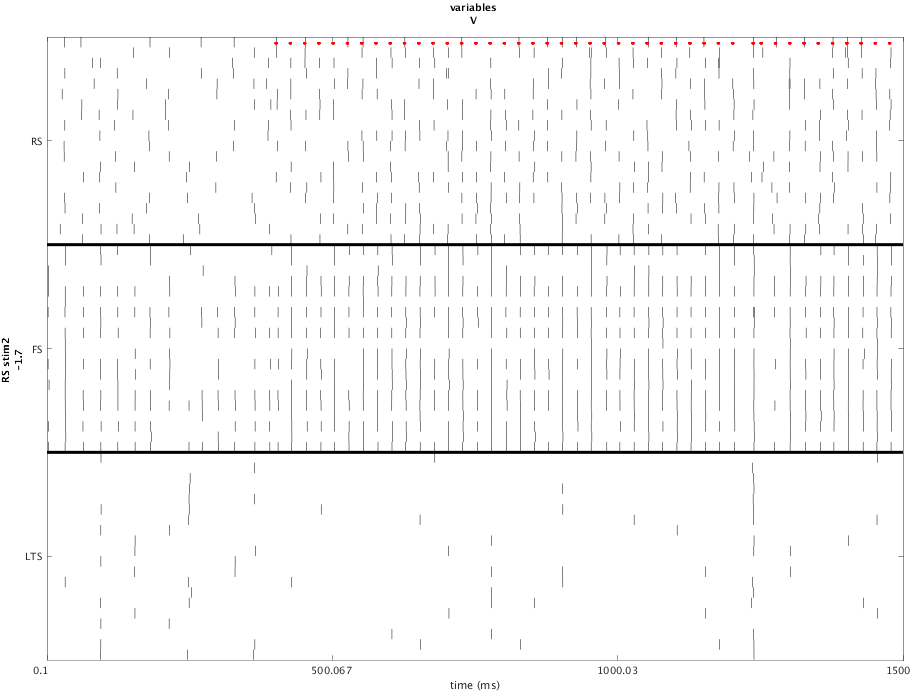 variables
V
RS
FS
LTS
RS stim2
-1.7
0.1
500.067
1000.03
1500
time (ms)